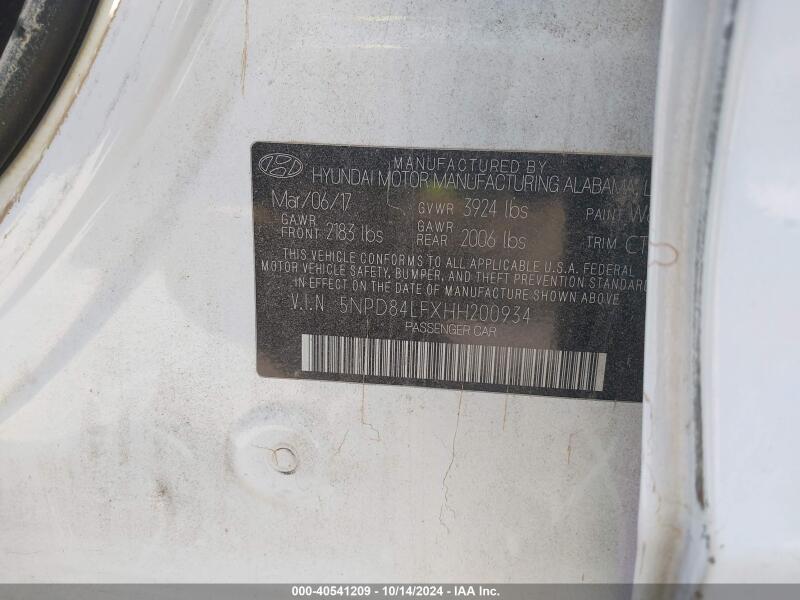 MANUFACTURED BY
HYUNDAI MOTOR MANUFACTURING ALABAMA, L
Mar/06/17 GVWR 3924 lbs PAINT
GAWR FRONT 2183 lbs GAWR REAR 2006 lbs TRIM CT
THIS VEHICLE CONFORMS TO ALL APPLICABLE U.S.A. FEDERAL
MOTOR VEHICLE SAFETY, BUMPER, AND THEFT PREVENTION STANDARD
IN EFFECT ON THE DATE OF MANUFACTURE SHOWN ABOVE
V.I.N 5NPD84LFXHH200934
PASSENGER CAR
000-40541209 - 10/14/2024 - IAA Inc.